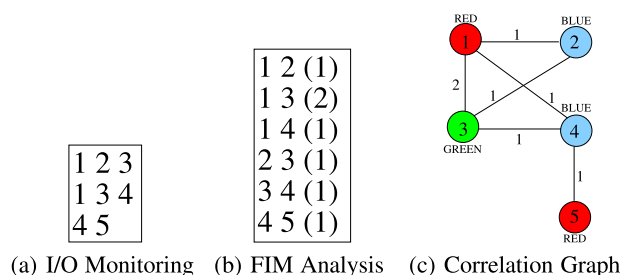 1 2 3
1 3 4
4 5
(a) I/O Monitoring
1 2 (1)
1 3 (2)
1 4 (1)
2 3 (1)
3 4 (1)
4 5 (1)
(b) FIM Analysis
RED
1
1
BLUE
2
2
1
1
BLUE
3
GREEN
1
4
1
5
RED
(c) Correlation Graph